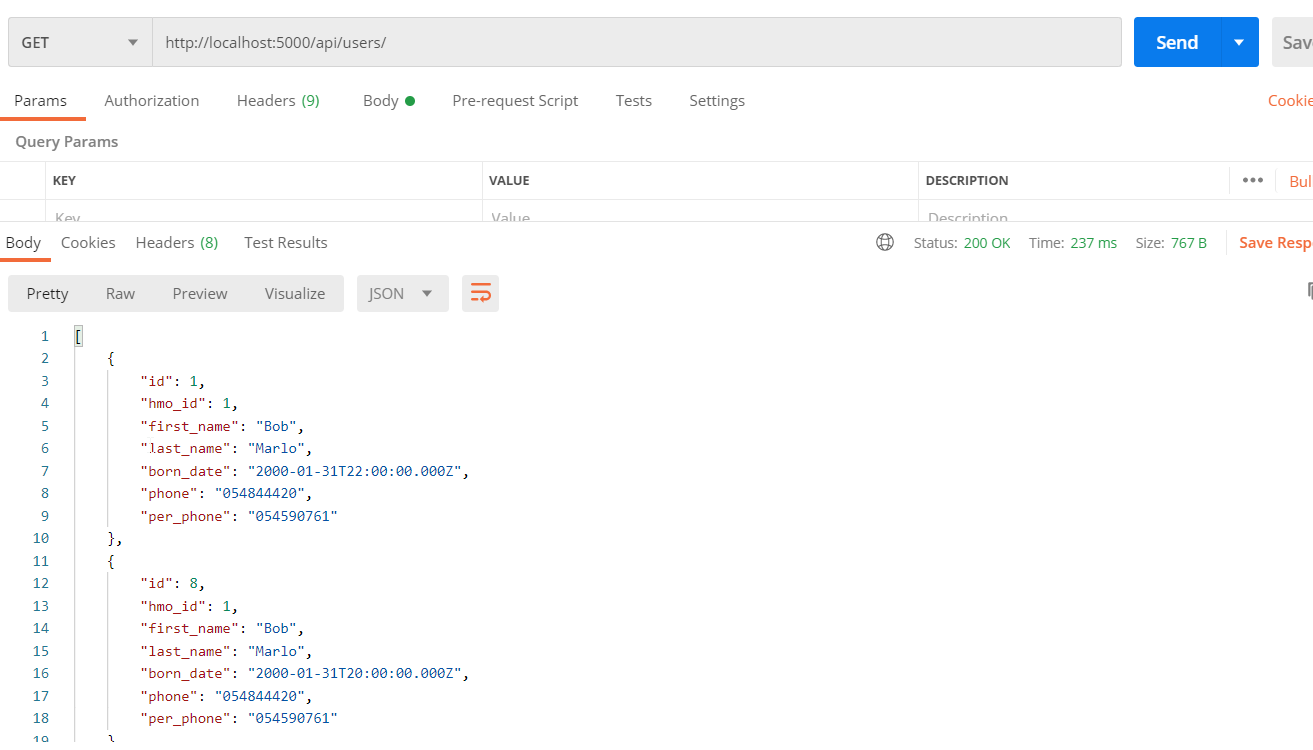 GET http://localhost:5000/api/users/ Send Sav
Params Authorization Headers (9) Body Pre-request Script Tests Settings Cookie
Query Params
KEY VALUE DESCRIPTION ••• Bul
Key Value Description
Body Cookies Headers (8) Test Results Status: 200 OK Time: 237 ms Size: 767 B Save Resp
Pretty Raw Preview Visualize JSON
1 [
2 {
3 "id": 1,
4 "hmo_id": 1,
5 "first_name": "Bob",
6 "last_name": "Marlo",
7 "born_date": "2000-01-31T22:00:00.000Z",
8 "phone": "054844420",
9 "per_phone": "054590761"
10 },
11 {
12 "id": 8,
13 "hmo_id": 1,
14 "first_name": "Bob",
15 "last_name": "Marlo",
16 "born_date": "2000-01-31T20:00:00.000Z",
17 "phone": "054844420",
18 "per_phone": "054590761"
19 }